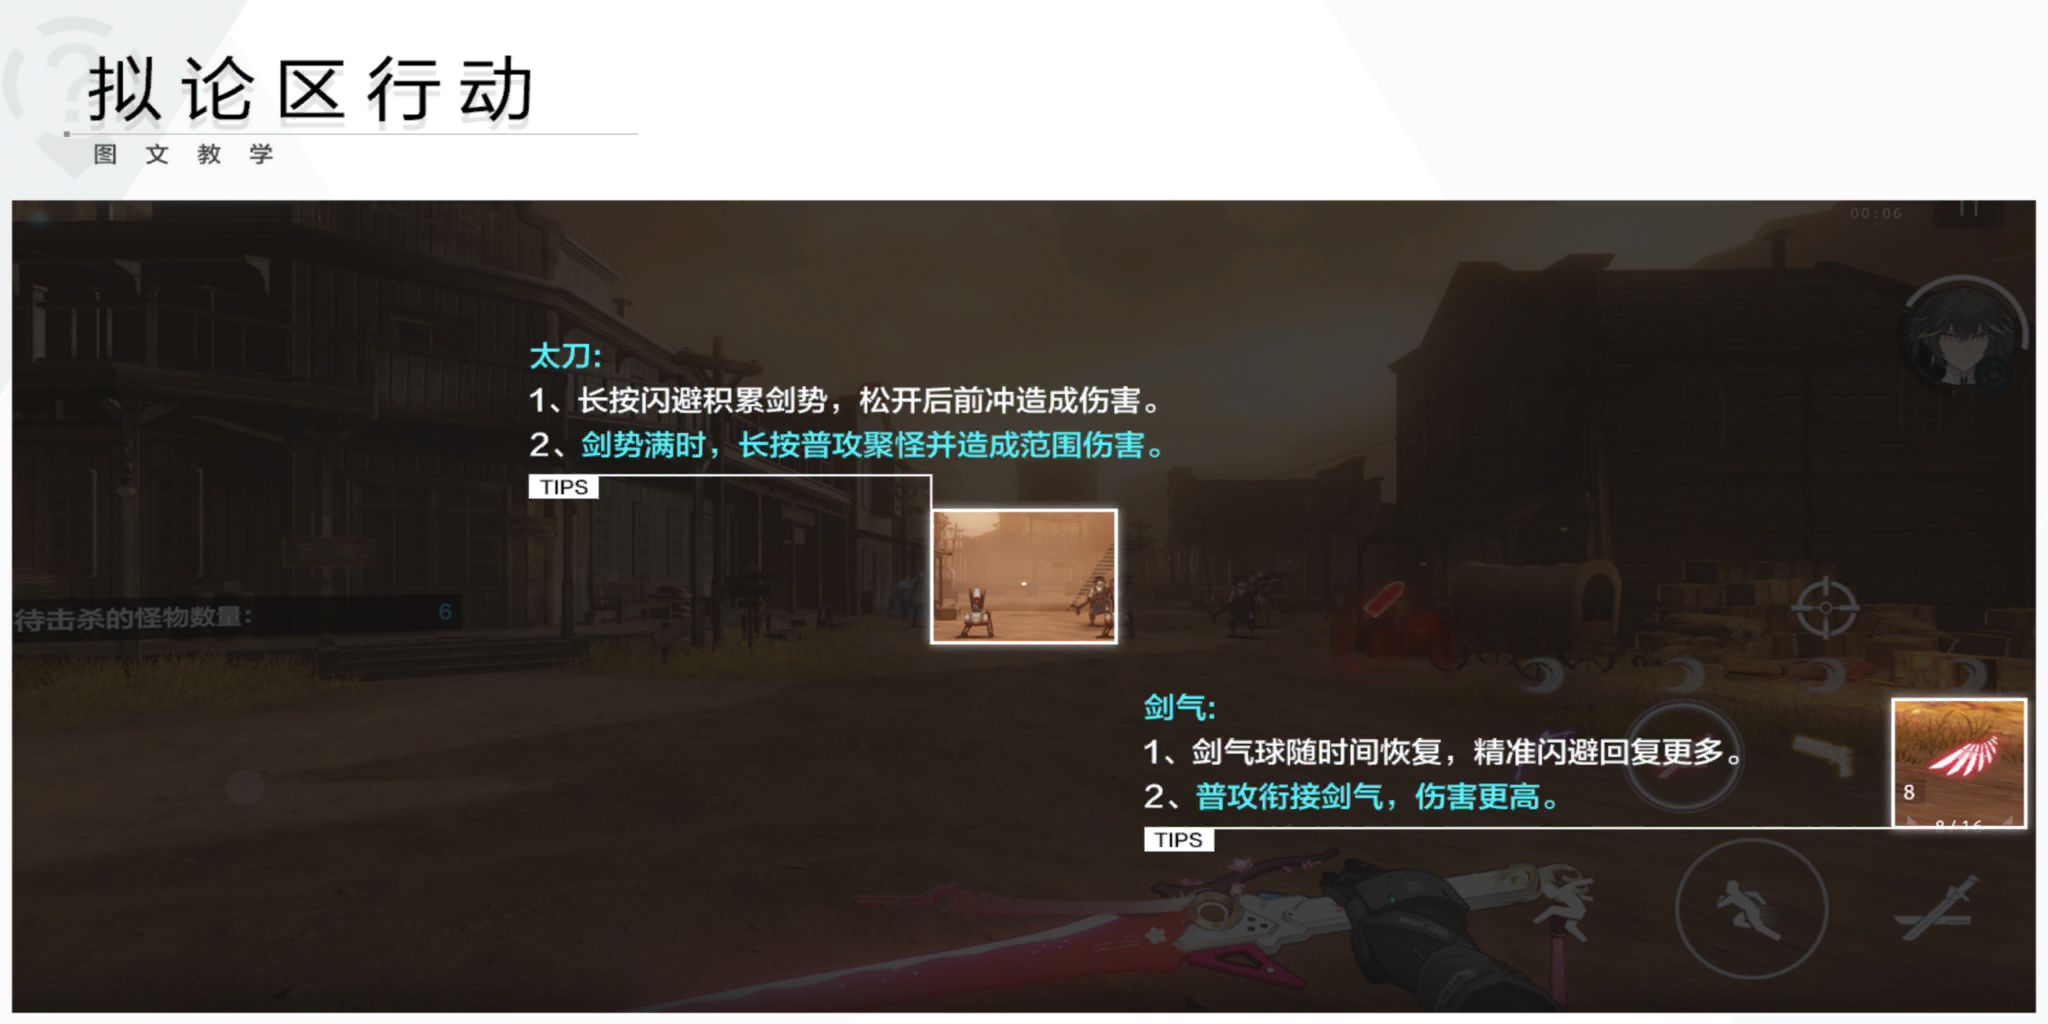 拟论区行动
图文教学
00:06
太刀:
1、长按闪避积累剑势，松开后前冲造成伤害。
2、剑势满时，长按普攻聚怪并造成范围伤害。
TIPS
待击杀的怪物数量: 6
剑气:
1、剑气球随时间恢复，精准闪避回复更多。
2、普攻衔接剑气，伤害更高。
TIPS
8
8/16